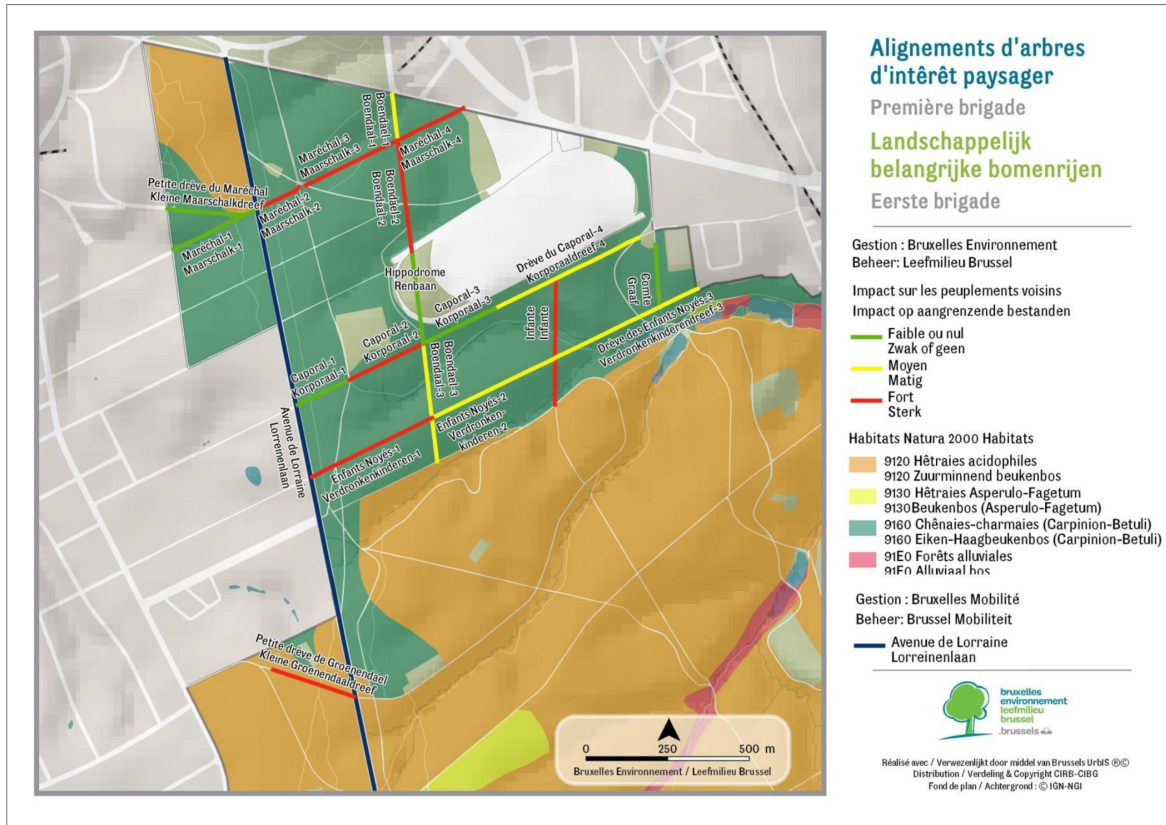 Alignements d'arbres
d'intérêt paysager
Première brigade
Landschappelijk
belangrijke bomenrijen
Eerste brigade
Gestion : Bruxelles Environnement
Beheer: Leefmilieu Brussel
Impact sur les peuplements voisins
Impact op aangrenzende bestanden
Faible ou nul
Zwak of geen
Moyen
Matig
Fort
Sterk
Habitats Natura 2000 Habitats
9120 Hêtraies acidophiles
9120 Zuurminnend beukenbos
9130 Hêtraies Asperulo-Fagetum
9130Beukenbos (Asperulo-Fagetum)
9160 Chênaies-charmaies (Carpinion-Betuli)
9160 Eiken-Haagbeukenbos (Carpinion-Betuli)
91E0 Forêts alluviales
91E0 Alluviaal bos
Gestion : Bruxelles Mobilité
Beheer: Brussel Mobiliteit
Avenue de Lorraine
Lorreinenlaan
bruxelles
environnement
leefmilieu
brussel
.brussels
Réalisé avec / Verwezenlijkt door middel van Brussels UrbIS ®©
Distribution / Verdeling & Copyright CIRB-CIBG
Fond de plan / Achtergrond : © IGN-NGI
Boendael-1
Boendaal-1
Maréchal-3
Maarschalk-3
Maréchal-4
Maarschalk-4
Petite drève du Maréchal
Kleine Maarschalkdreef
Maréchal-2
Maarschalk-2
Boendael-2
Boendaal-2
Maréchal-1
Maarschalk-1
Hippodrome
Renbaan
Drève du Caporal-4
Korporaaldreef-4
Comte
Graaf
Caporal-3
Korporaal-3
Infante
Infante
Caporal-2
Korporaal-2
Drève des Enfants Noyés-3
Verdronkenkinderendreef-3
Caporal-1
Korporaal-1
Boendael-3
Boendaal-3
Avenue de Lorraine
Lorreinenlaan
Enfants Noyés-2
Verdronken-
kinderen-2
Enfants Noyés-1
Verdronkenkinderen-1
Petite drève de Groenendael
Kleine Groenendaaldreef
0 250 500 m
Bruxelles Environnement / Leefmilieu Brussel